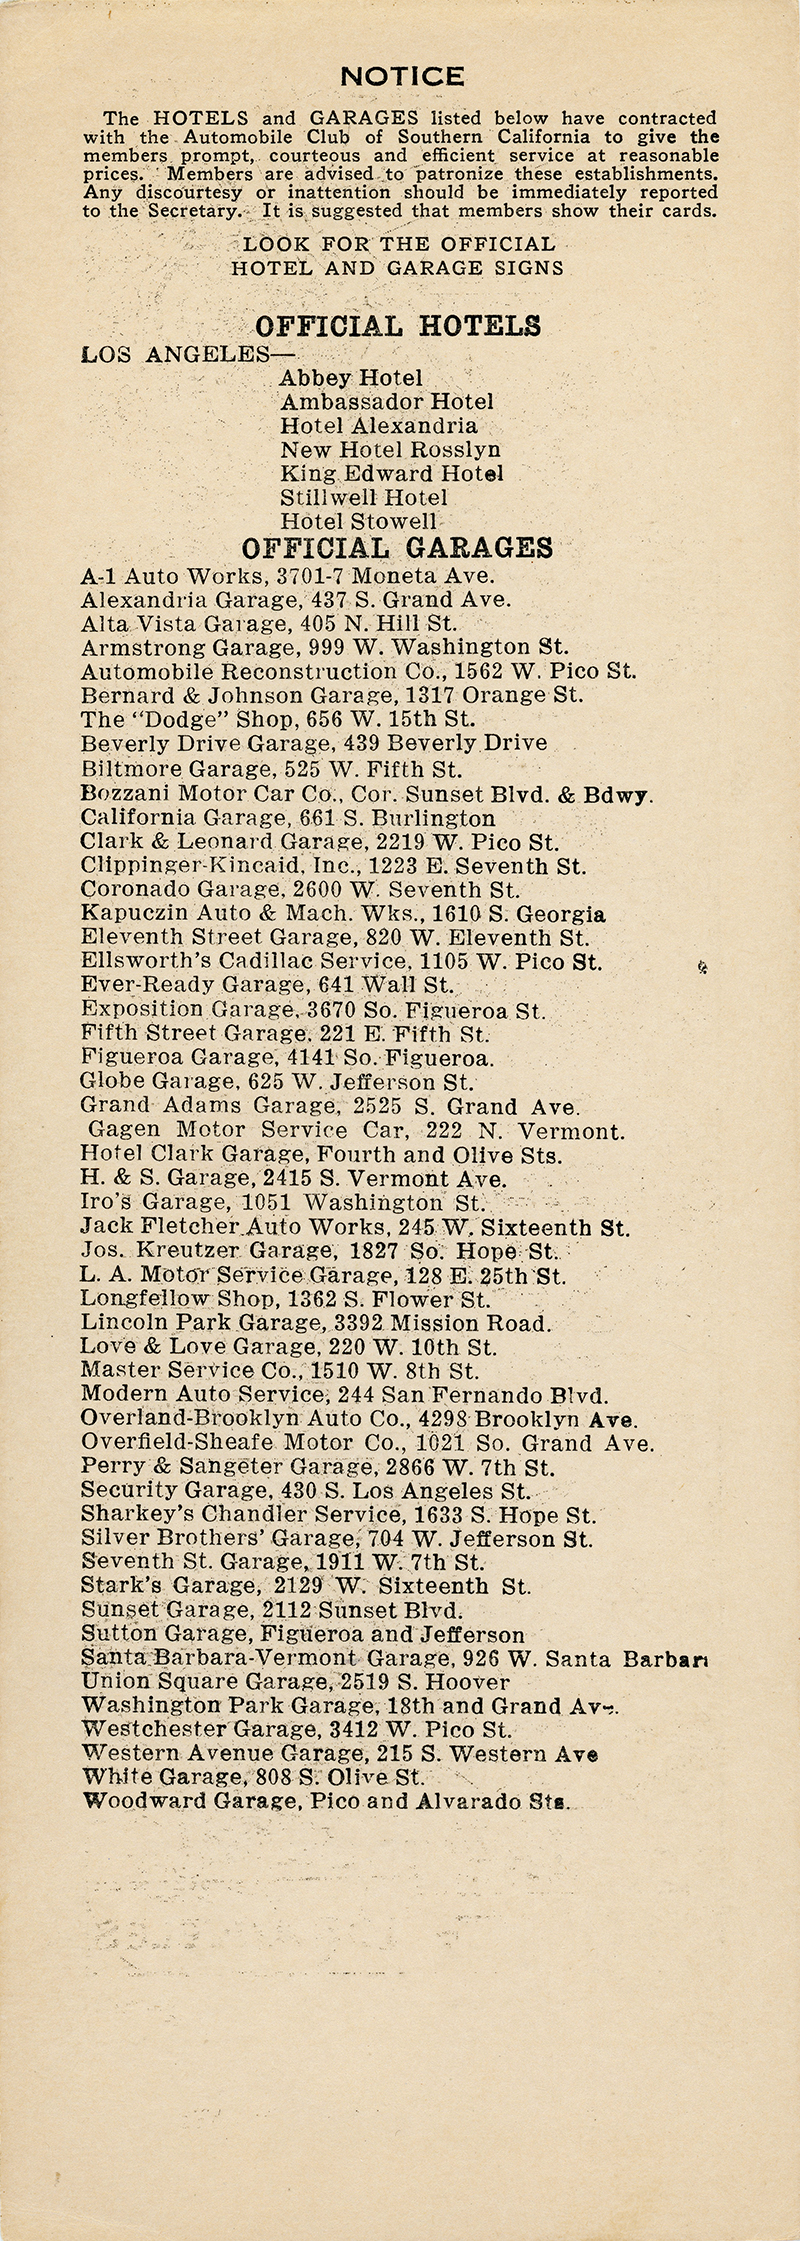 NOTICE
The HOTELS and GARAGES listed below have contracted
with the Automobile Club of Southern California to give the
members prompt, courteous and efficient service at reasonable
prices. Members are advised to patronize these establishments.
Any discourtesy or inattention should be immediately reported
to the Secretary. It is suggested that members show their cards.
LOOK FOR THE OFFICIAL
HOTEL AND GARAGE SIGNS
OFFICIAL HOTELS
LOS ANGELES—
Abbey Hotel
Ambassador Hotel
Hotel Alexandria
New Hotel Rosslyn
King Edward Hotel
Stillwell Hotel
Hotel Stowell
OFFICIAL GARAGES
A-1 Auto Works, 3701-7 Moneta Ave.
Alexandria Garage, 437 S. Grand Ave.
Alta Vista Garage, 405 N. Hill St.
Armstrong Garage, 999 W. Washington St.
Automobile Reconstruction Co., 1562 W. Pico St.
Bernard & Johnson Garage, 1317 Orange St.
The “Dodge” Shop, 656 W. 15th St.
Beverly Drive Garage, 439 Beverly Drive
Biltmore Garage, 525 W. Fifth St.
Bozzani Motor Car Co., Cor. Sunset Blvd. & Bdwy.
California Garage, 661 S. Burlington
Clark & Leonard Garage, 2219 W. Pico St.
Clippinger-Kincaid, Inc., 1223 E. Seventh St.
Coronado Garage, 2600 W. Seventh St.
Kapuczin Auto & Mach. Wks., 1610 S. Georgia
Eleventh Street Garage, 820 W. Eleventh St.
Ellsworth's Cadillac Service, 1105 W. Pico St.
Ever-Ready Garage, 641 Wall St.
Exposition Garage, 3670 So. Figueroa St.
Fifth Street Garage, 221 E. Fifth St.
Figueroa Garage, 4141 So. Figueroa.
Globe Garage, 625 W. Jefferson St.
Grand Adams Garage, 2525 S. Grand Ave.
Gagen Motor Service Car, 222 N. Vermont.
Hotel Clark Garage, Fourth and Olive Sts.
H. & S. Garage, 2415 S. Vermont Ave.
Iro's Garage, 1051 Washington St.
Jack Fletcher Auto Works, 245 W. Sixteenth St.
Jos. Kreutzer Garage, 1827 So. Hope St.
L. A. Motor Service Garage, 128 E. 25th St.
Longfellow Shop, 1362 S. Flower St.
Lincoln Park Garage, 3392 Mission Road.
Love & Love Garage, 220 W. 10th St.
Master Service Co., 1510 W. 8th St.
Modern Auto Service, 244 San Fernando Blvd.
Overland-Brooklyn Auto Co., 4298 Brooklyn Ave.
Overfield-Sheafe Motor Co., 1021 So. Grand Ave.
Perry & Sangeter Garage, 2866 W. 7th St.
Security Garage, 430 S. Los Angeles St.
Sharkey's Chandler Service, 1633 S. Hope St.
Silver Brothers' Garage, 704 W. Jefferson St.
Seventh St. Garage, 1911 W. 7th St.
Stark's Garage, 2129 W. Sixteenth St.
Sunset Garage, 2112 Sunset Blvd.
Sutton Garage, Figueroa and Jefferson
Santa Barbara-Vermont Garage, 926 W. Santa Barbar
Union Square Garage, 2519 S. Hoover
Washington Park Garage, 18th and Grand Ave.
Westchester Garage, 3412 W. Pico St.
Western Avenue Garage, 215 S. Western Ave
White Garage, 808 S. Olive St.
Woodward Garage, Pico and Alvarado Sts.